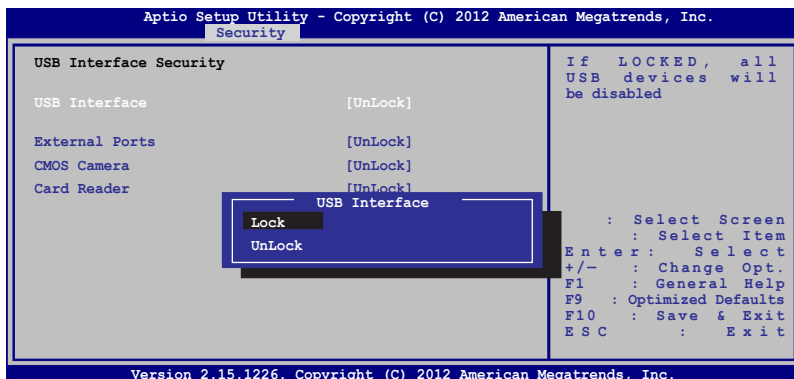 Aptio Setup Utility - Copyright (C) 2012 American Megatrends, Inc.
Security
USB Interface Security
USB Interface [UnLock]
External Ports [UnLock]
CMOS Camera [UnLock]
Card Reader [UnLock]
USB Interface
Lock
UnLock
If LOCKED, all
USB devices will
be disabled
: Select Screen
: Select Item
Enter: Select
+/— : Change Opt.
F1 : General Help
F9 : Optimized Defaults
F10 : Save & Exit
ESC : Exit
Version 2.15.1226. Copyright (C) 2012 American Megatrends, Inc.